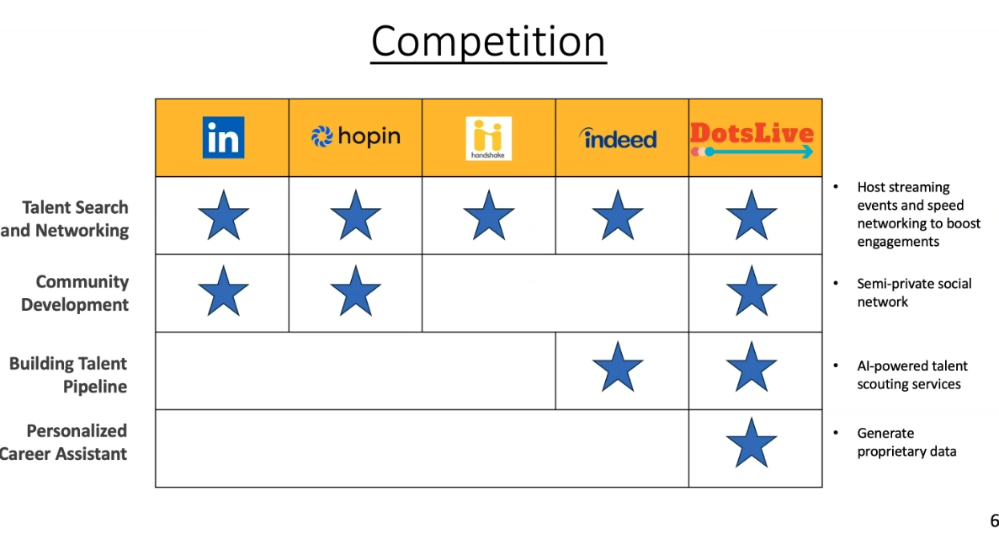 Competition
in
hopin
handshake
indeed
DotsLive
Talent Search
and Networking
• Host streaming
events and speed
networking to boost
engagements
Community
Development
• Semi-private social
network
Building Talent
Pipeline
• AI-powered talent
scouting services
Personalized
Career Assistant
• Generate
proprietary data
6